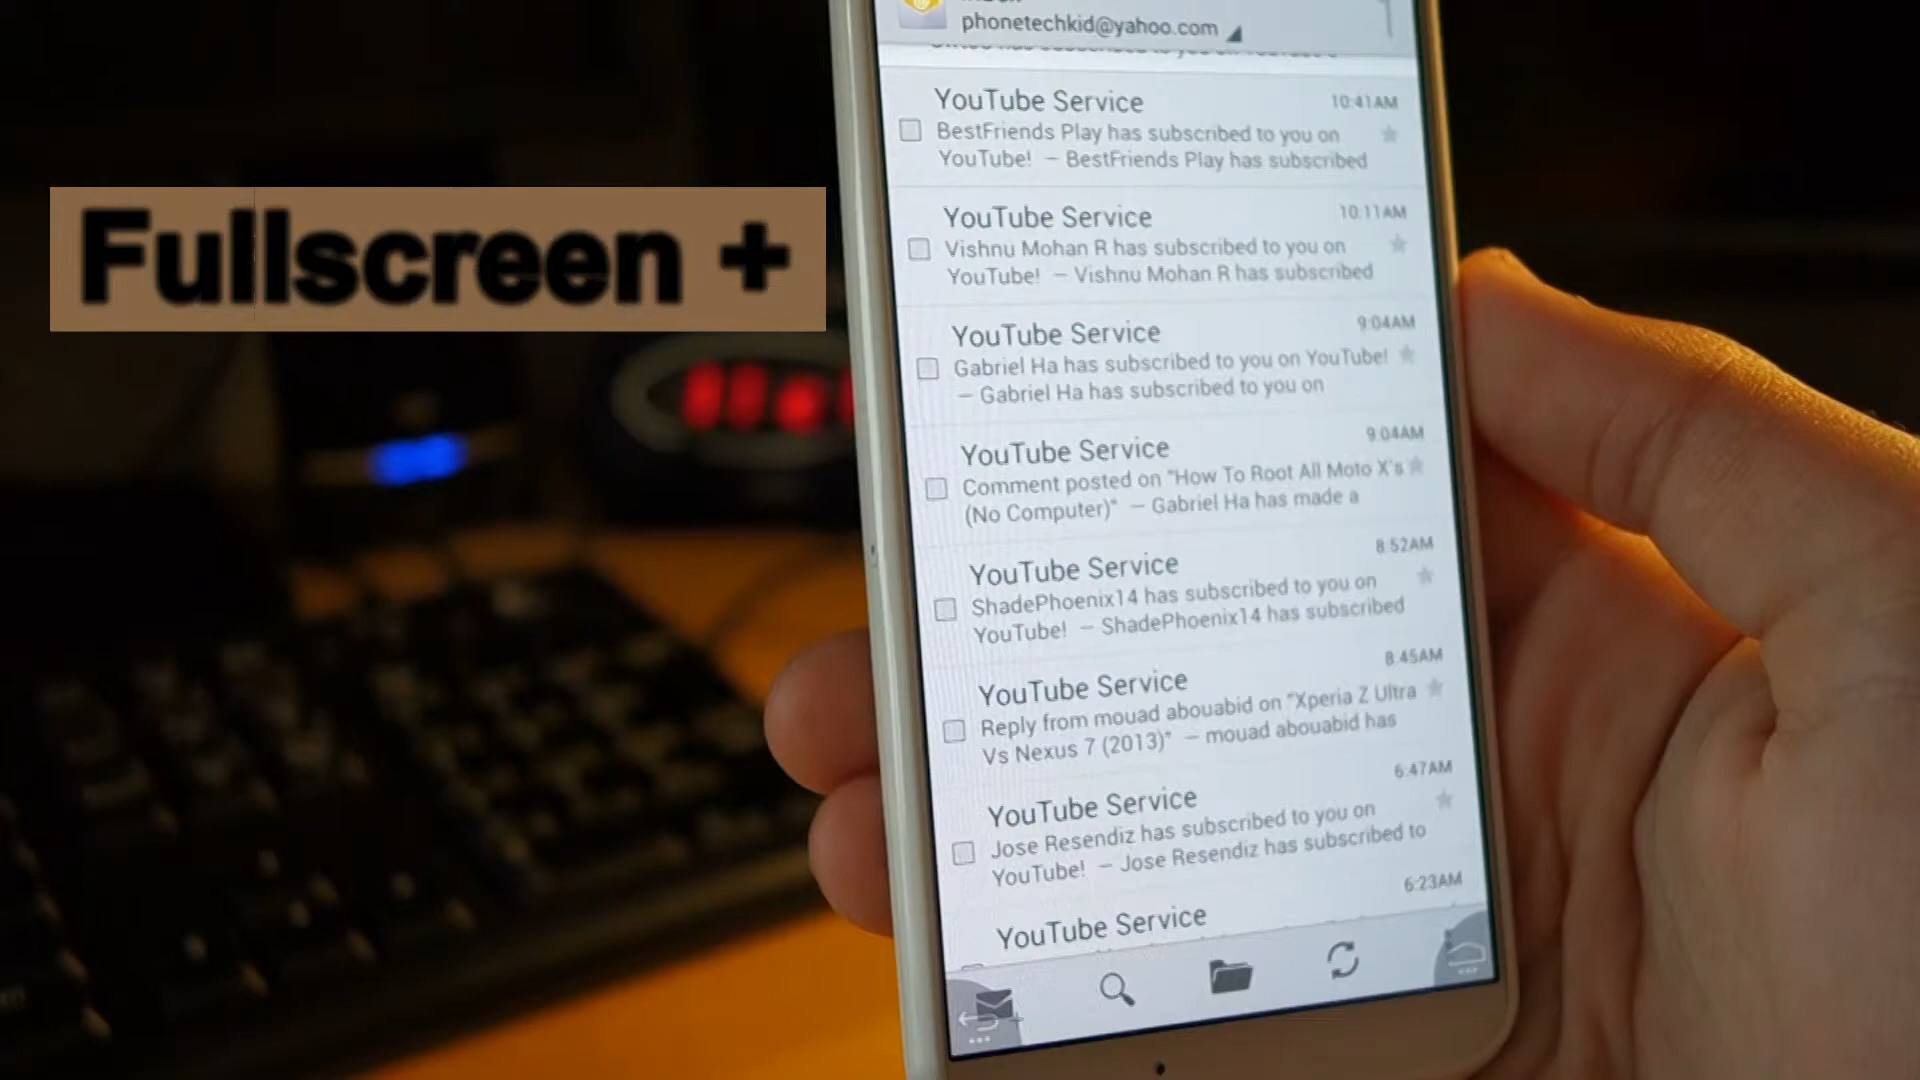 Fullscreen +
phonetechkid@yahoo.com
YouTube Service
10:41AM
BestFriends Play has subscribed to you on
YouTube! – BestFriends Play has subscribed
YouTube Service
10:11AM
Vishnu Mohan R has subscribed to you on
YouTube! – Vishnu Mohan R has subscribed
YouTube Service
9:04AM
Gabriel Ha has subscribed to you on YouTube!
– Gabriel Ha has subscribed to you on
YouTube Service
9:04AM
Comment posted on "How To Root All Moto X's
(No Computer)" – Gabriel Ha has made a
YouTube Service
8:52AM
ShadePhoenix14 has subscribed to you on
YouTube! – ShadePhoenix14 has subscribed
YouTube Service
8:45AM
Reply from mouad abouabid on "Xperia Z Ultra
Vs Nexus 7 (2013)" – mouad abouabid has
YouTube Service
6:47AM
Jose Resendiz has subscribed to you on
YouTube! – Jose Resendiz has subscribed to
YouTube Service
6:23AM